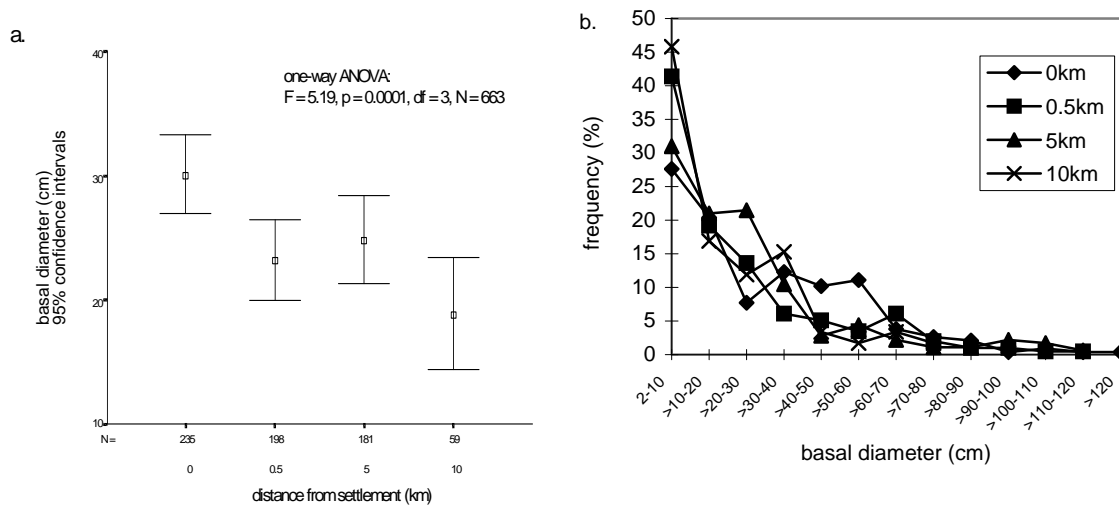 a.
40
30
20
10
basal diameter (cm)
95% confidence intervals
one-way ANOVA:
F = 5.19, p = 0.0001, df = 3, N = 663
N = 235 198 181 59
0 0.5 5 10
distance from settlement (km)
b.
50
45
40
35
30
25
20
15
10
5
0
frequency (%)
0km
0.5km
5km
10km
2-10
>10-20
>20-30
>30-40
>40-50
>50-60
>60-70
>70-80
>80-90
>90-100
>100-110
>110-120
>120
basal diameter (cm)